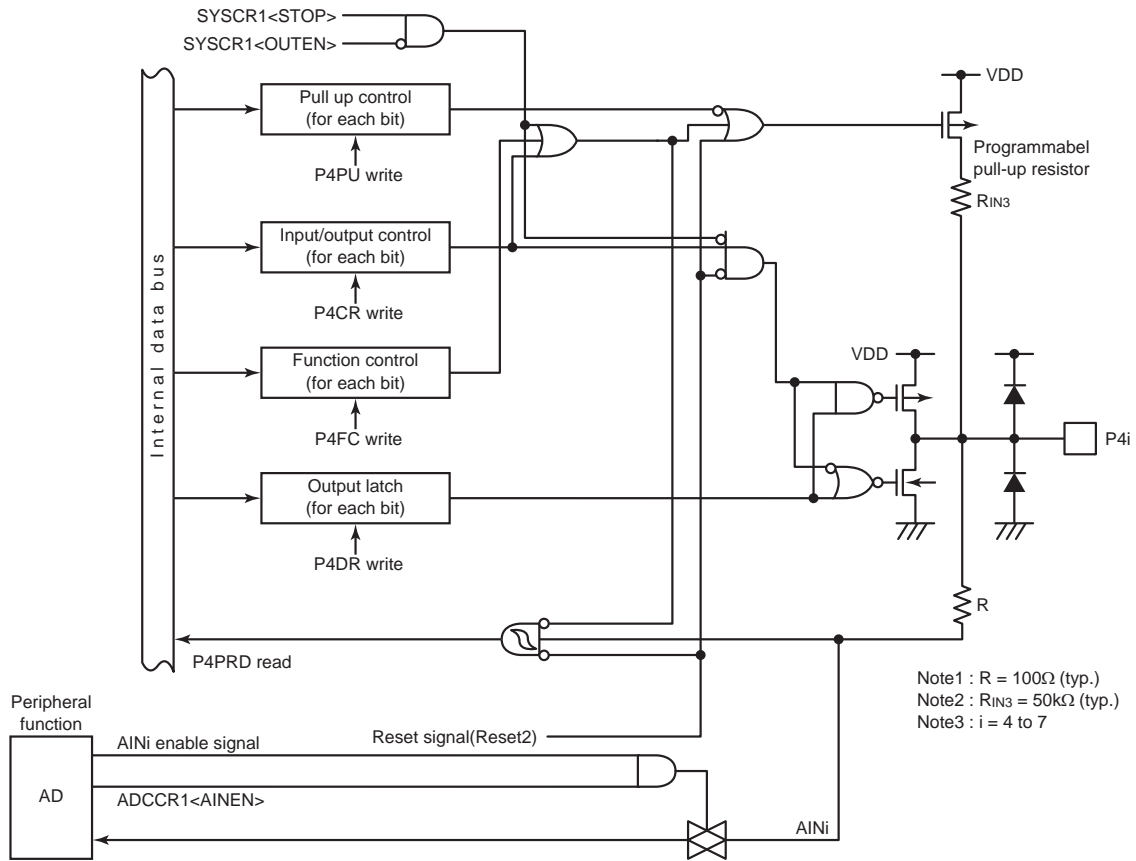 SYSCR1<STOP>
SYSCR1<OUTEN>
VDD
Pull up control
(for each bit)
P4PU write
Programmabel
pull-up resistor
RIN3
Input/output control
(for each bit)
P4CR write
Internal data bus
Function control
(for each bit)
P4FC write
VDD
P4i
Output latch
(for each bit)
P4DR write
R
P4PRD read
Note1 : R = 100Ω (typ.)
Note2 : RIN3 = 50kΩ (typ.)
Note3 : i = 4 to 7
Peripheral
function
Reset signal(Reset2)
AINi enable signal
AD
ADCCR1<AINEN>
AINi